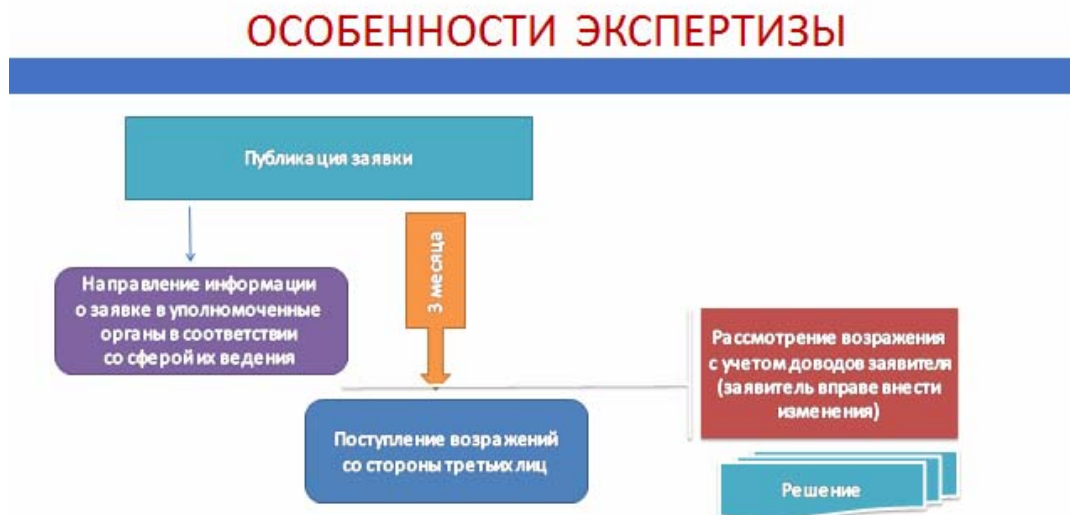 ОСОБЕННОСТИ ЭКСПЕРТИЗЫ
Публикация заявки
3 месяца
Направление информации
о заявке в уполномоченные
органы в соответствии
со сферой их ведения
Рассмотрение возражения
с учетом доводов заявителя
(заявитель вправе внести
изменения)
Поступление возражений
со стороны третьих лиц
Решение